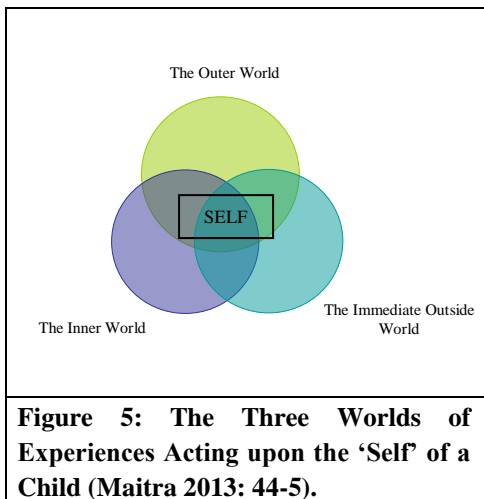 The Outer World
SELF
The Inner World
The Immediate Outside
World
Figure 5: The Three Worlds of
Experiences Acting upon the ‘Self’ of a
Child (Maitra 2013: 44-5).